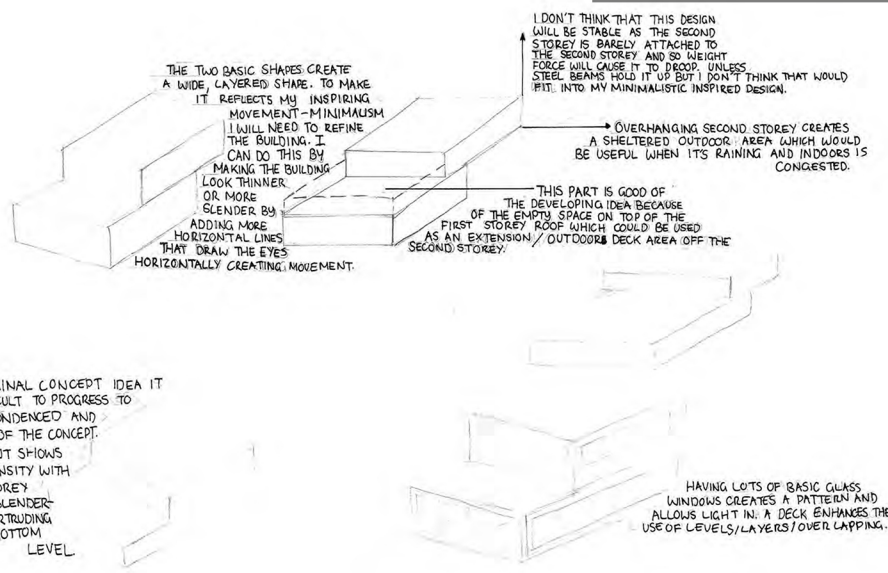 THE TWO BASIC SHAPES CREATE
A WIDE, LAYERED SHAPE. TO MAKE
IT REFLECTS MY INSPIRING
MOVEMENT-MINIMALISM
I WILL NEED TO REFINE
THE BUILDING. I
CAN DO THIS BY
MAKING THE BUILDING
LOOK THINNER
OR MORE
SLENDER BY
ADDING MORE
HORIZONTAL LINES
THAT DRAW THE EYES
HORIZONTALLY CREATING MOVEMENT.
I DON'T THINK THAT THIS DESIGN
WILL BE STABLE AS THE SECOND
STOREY IS BARELY ATTACHED TO
THE SECOND STOREY AND SO WEIGHT
FORCE WILL CAUSE IT TO DROOP. UNLESS
STEEL BEAMS HOLD IT UP BUT I DON'T THINK THAT WOULD
FIT INTO MY MINIMALISTIC INSPIRED DESIGN.
OVERHANGING SECOND STOREY CREATES
A SHELTERED OUTDOOR AREA WHICH WOULD
BE USEFUL WHEN IT'S RAINING AND INDOORS IS
CONGESTED.
THIS PART IS GOOD OF
THE DEVELOPING IDEA BECAUSE
OF THE EMPTY SPACE ON TOP OF THE
FIRST STOREY ROOF WHICH COULD BE USED
AS AN EXTENSION/OUTDOORS DECK AREA OFF THE
SECOND STOREY.
INAL CONCEPT IDEA IT
CULT TO PROGRESS TO
ONDENCED AND
OF THE CONCEPT.
OT SHOWS
NSITY WITH
OREY
SLENDER-
RTRUDING
OTTOM
LEVEL
HAVING LOTS OF BASIC GLASS
WINDOWS CREATES A PATTERN AND
ALLOWS LIGHT IN. A DECK ENHANCES THE
USE OF LEVELS/LAYERS/OVER LAPPING.